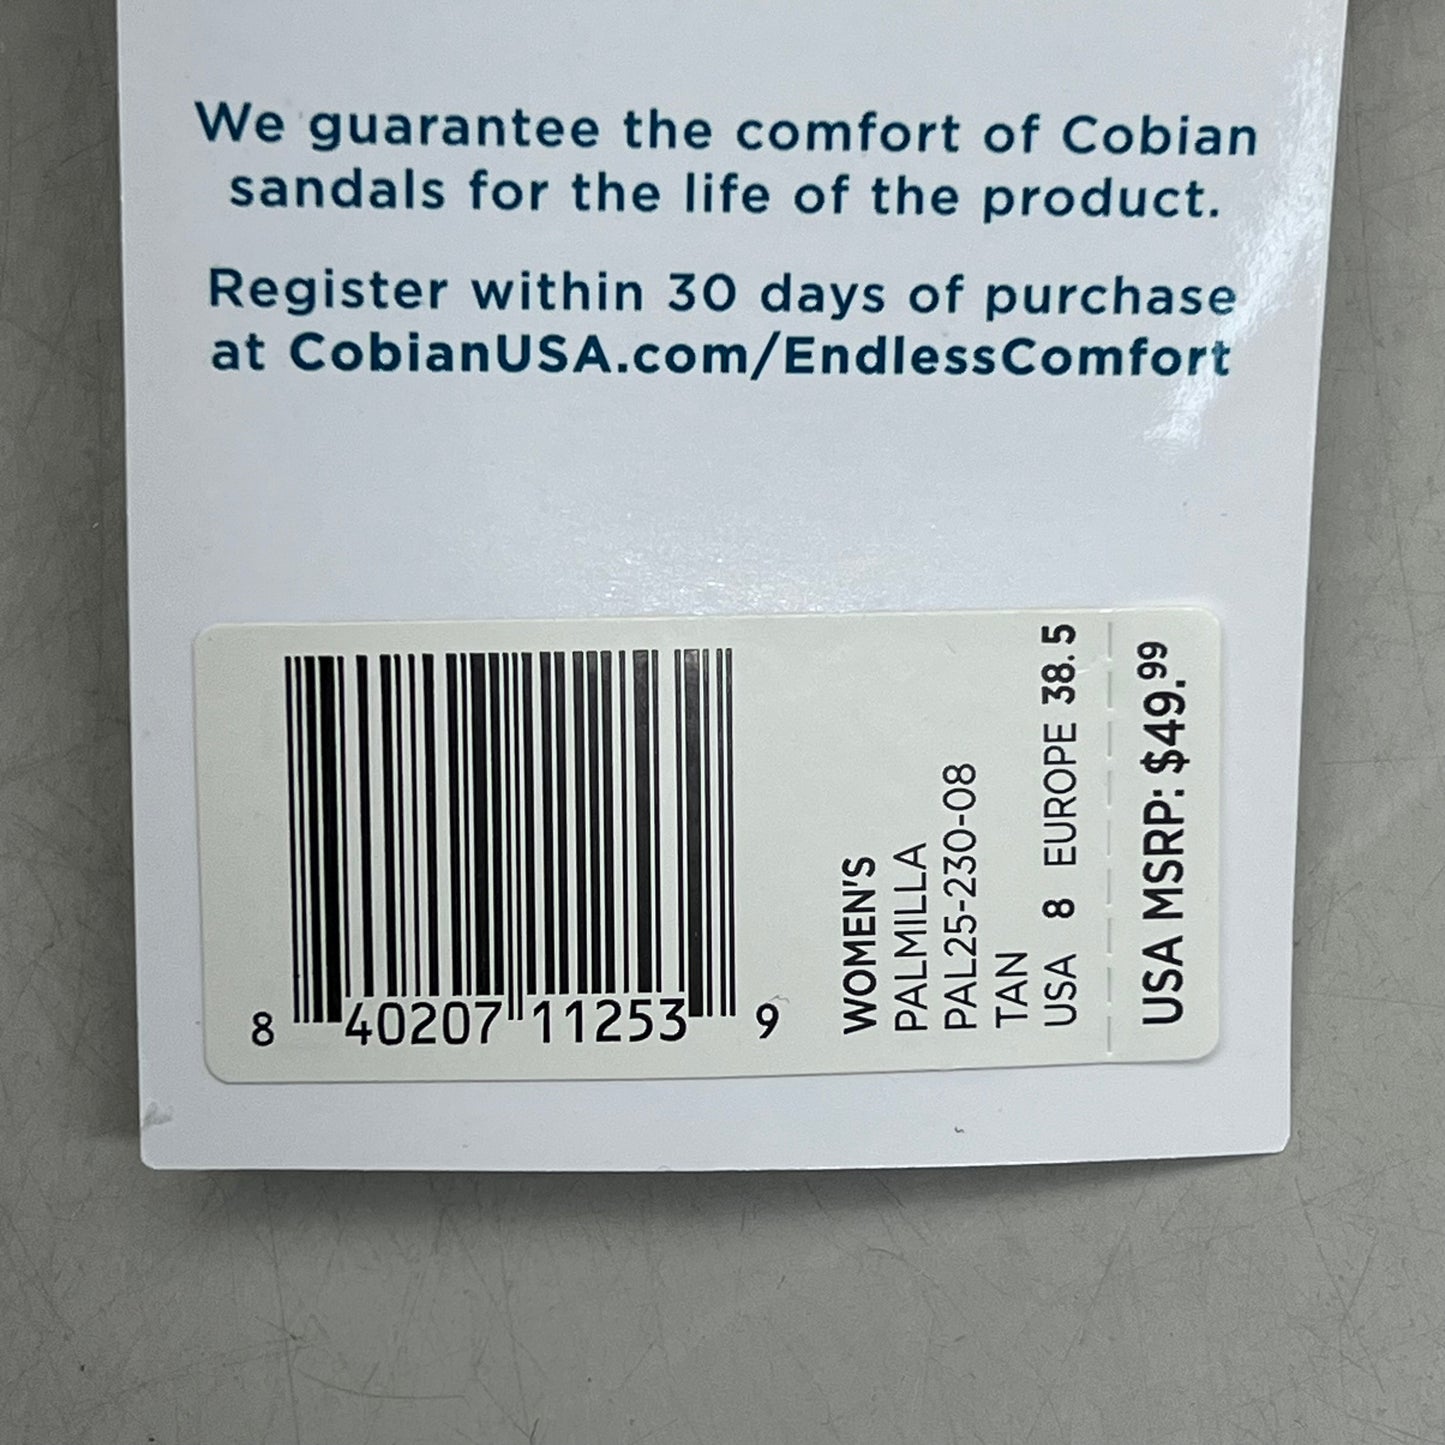 We guarantee the comfort of Cobian
sandals for the life of the product.
Register within 30 days of purchase
at CobianUSA.com/EndlessComfort
8 40207 11253 9
WOMEN'S
PALMILLA
PAL25-230-08
TAN
USA 8 EUROPE 38.5
USA MSRP: $49.99